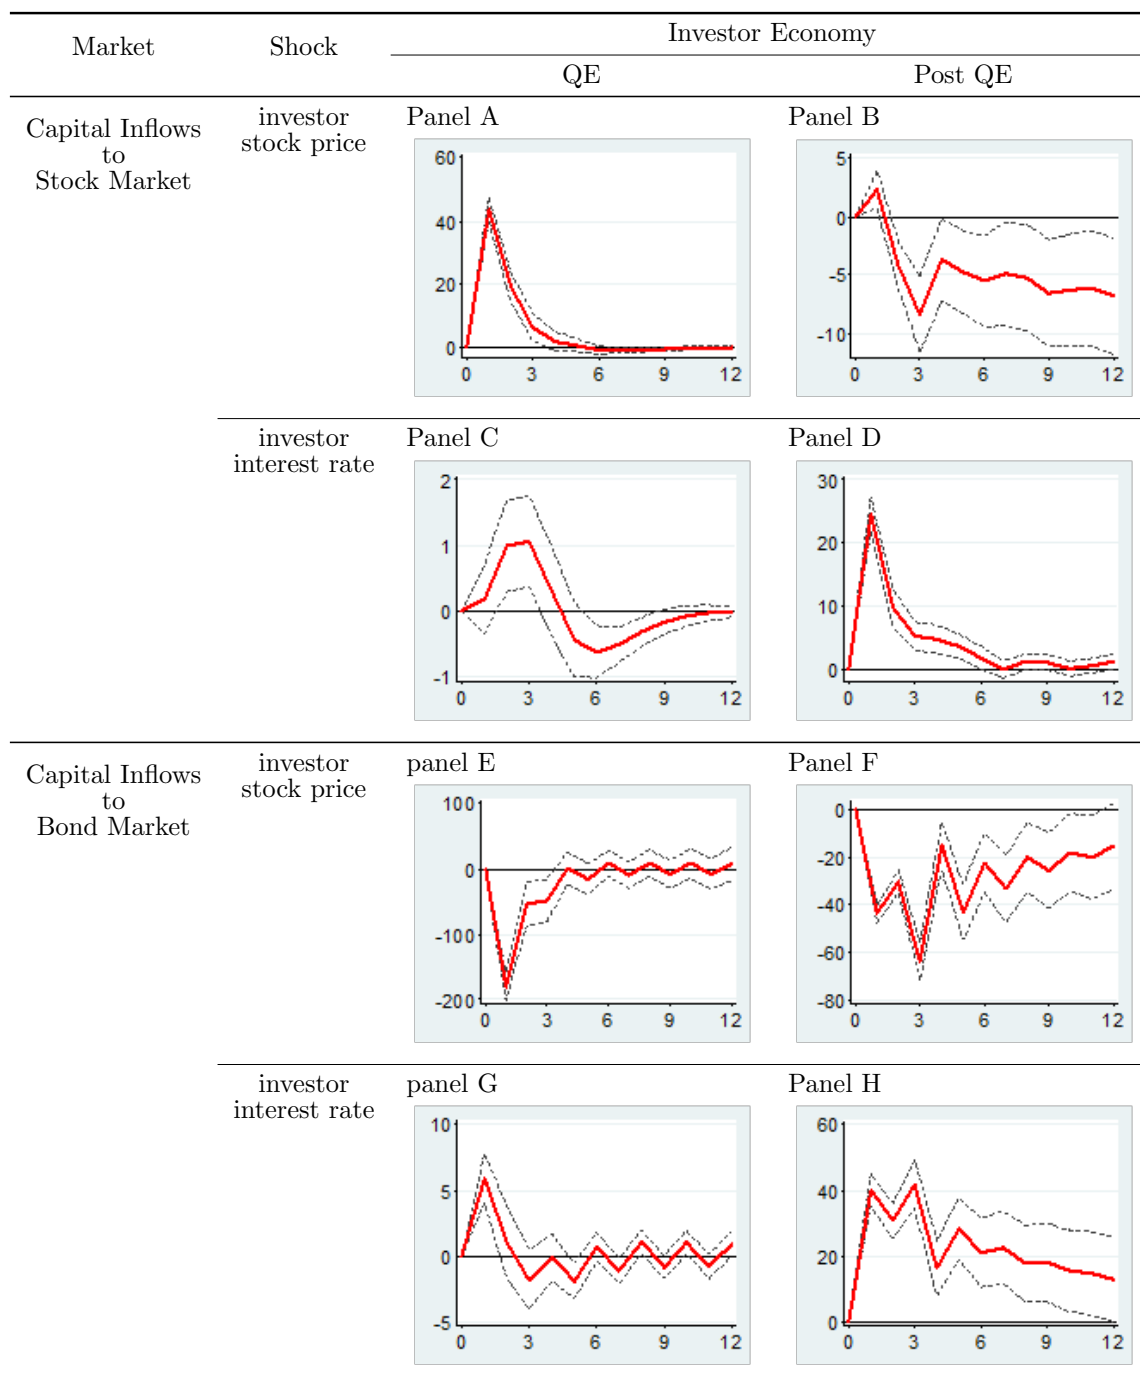 Market Shock Investor Economy
QE Post QE
Capital Inflows
to
Stock Market
investor
stock price
Panel A
60
40
20
0
0 3 6 9 12
Panel B
5
0
-5
-10
0 3 6 9 12
investor
interest rate
Panel C
2
1
0
-1
0 3 6 9 12
Panel D
30
20
10
0
0 3 6 9 12
Capital Inflows
to
Bond Market
investor
stock price
panel E
100
0
-100
-200
0 3 6 9 12
Panel F
0
-20
-40
-60
-80
0 3 6 9 12
investor
interest rate
panel G
10
5
0
-5
0 3 6 9 12
Panel H
60
40
20
0
0 3 6 9 12